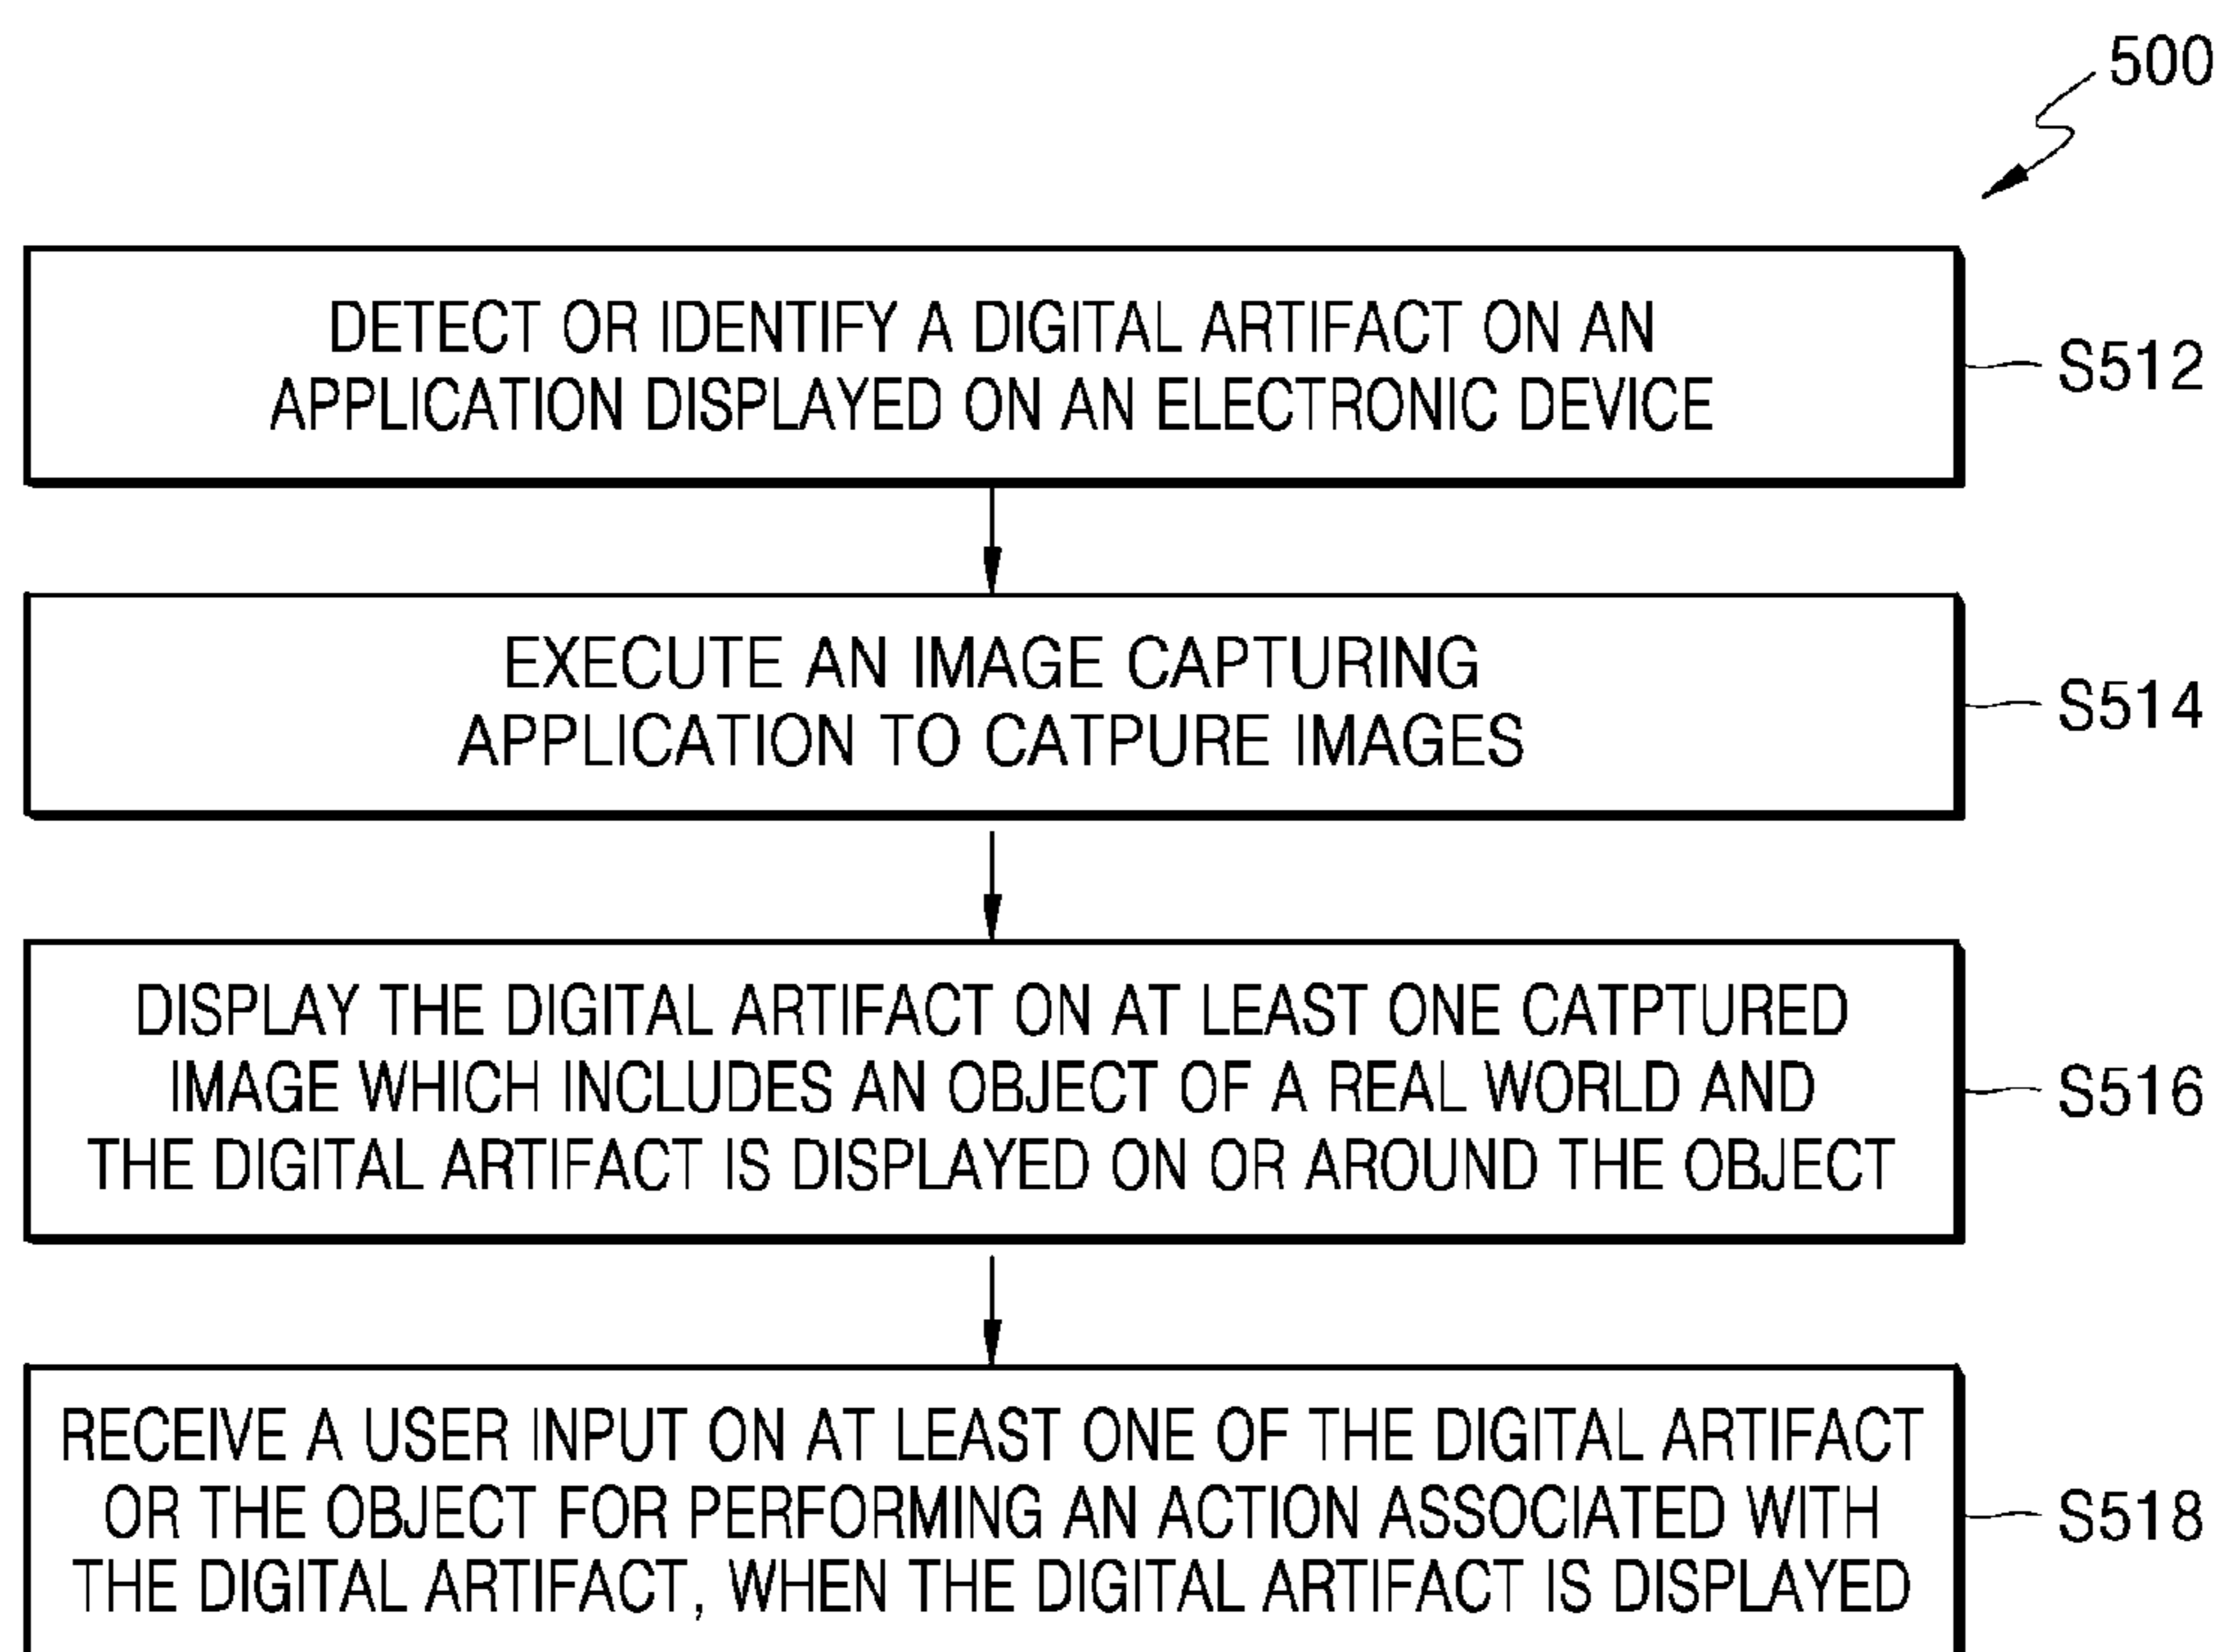 500
DETECT OR IDENTIFY A DIGITAL ARTIFACT ON AN
APPLICATION DISPLAYED ON AN ELECTRONIC DEVICE
S512
EXECUTE AN IMAGE CAPTURING
APPLICATION TO CATPURE IMAGES
S514
DISPLAY THE DIGITAL ARTIFACT ON AT LEAST ONE CATPTURED
IMAGE WHICH INCLUDES AN OBJECT OF A REAL WORLD AND
THE DIGITAL ARTIFACT IS DISPLAYED ON OR AROUND THE OBJECT
S516
RECEIVE A USER INPUT ON AT LEAST ONE OF THE DIGITAL ARTIFACT
OR THE OBJECT FOR PERFORMING AN ACTION ASSOCIATED WITH
THE DIGITAL ARTIFACT, WHEN THE DIGITAL ARTIFACT IS DISPLAYED
S518